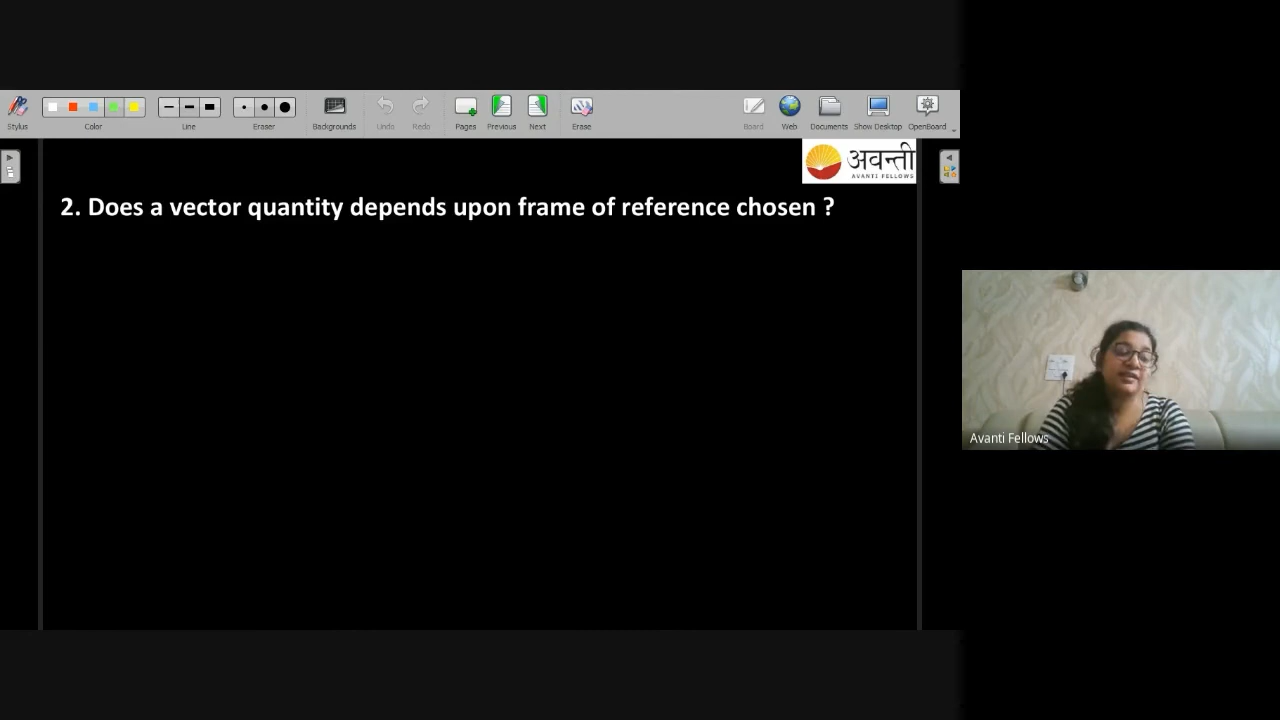 Stylus
Color
Line
Eraser
Backgrounds
Undo
Redo
Pages
Previous
Next
Erase
Board
Web
Documents
Show Desktop
OpenBoard
अवन्ती
AVANTI FELLOWS
2. Does a vector quantity depends upon frame of reference chosen ?
Avanti Fellows